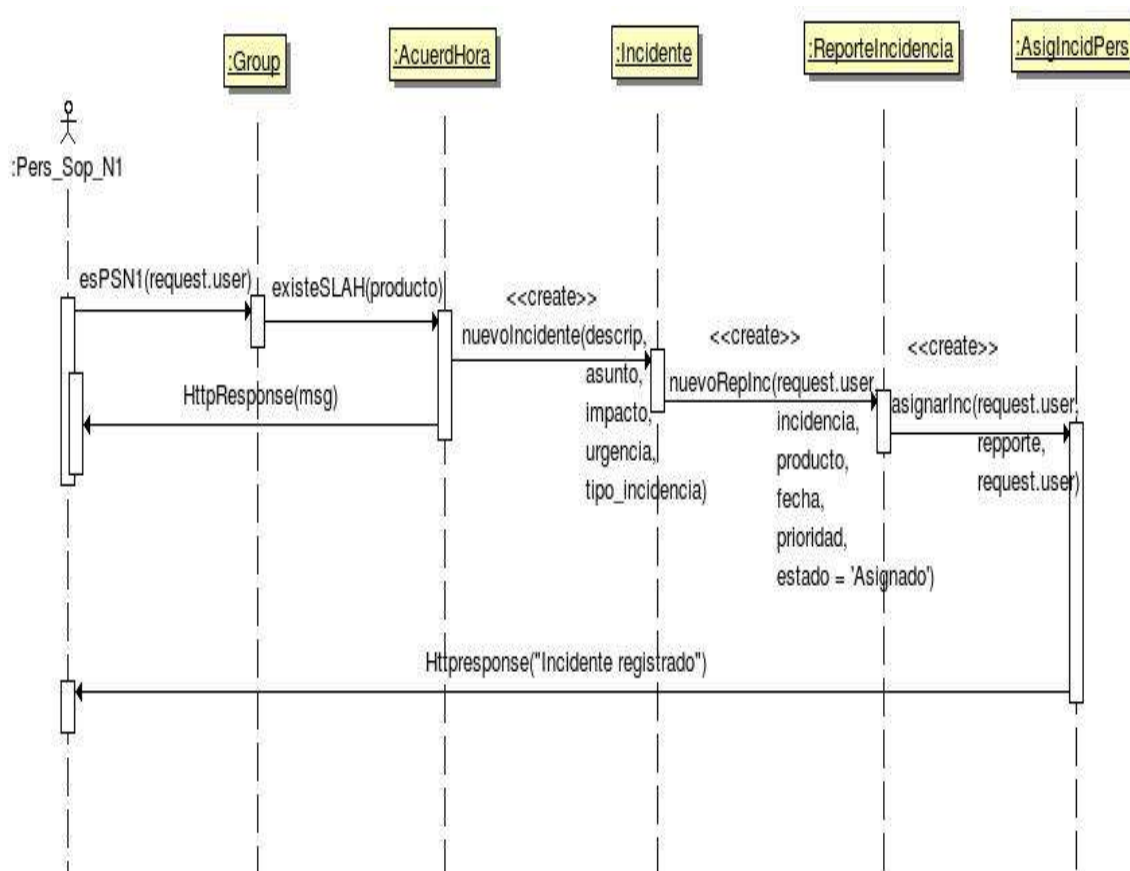 :Group
:AcuerdHora
:Incidente
:ReporteIncidencia
:AsigIncidPers
:Pers_Sop_N1
esPSN1(request.user)
existeSLAH(producto)
<<create>>
nuevoIncidente(descrip,
asunto,
impacto,
urgencia,
tipo_incidencia)
<<create>>
nuevoRepInc(request.user
incidencia,
producto,
fecha,
prioridad,
estado = 'Asignado')
<<create>>
asignarInc(request.user,
repporte,
request.user)
HttpResponse(msg)
Httpresponse("Incidente registrado")